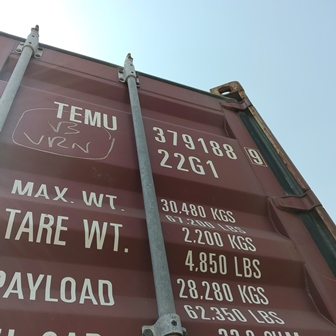 TEMU 379188 9
V3
VRN
22G1
MAX. WT. 30.480 KGS
67.200 LBS
TARE WT. 2.200 KGS
4.850 LBS
PAYLOAD 28.280 KGS
62.350 LBS